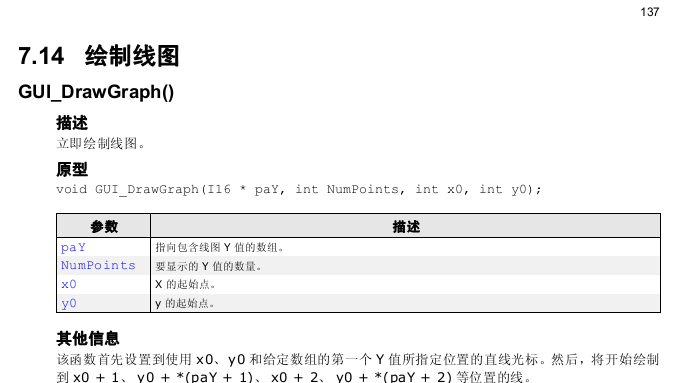 137
7.14 绘制线图
GUI_DrawGraph()
描述
立即绘制线图。
原型
void GUI_DrawGraph(I16 * paY, int NumPoints, int x0, int y0);
参数 描述
paY 指向包含线图 Y 值的数组。
NumPoints 要显示的 Y 值的数量。
x0 X 的起始点。
y0 y 的起始点。
其他信息
该函数首先设置到使用 x0、y0 和给定数组的第一个 Y 值所指定位置的直线光标。然后，将开始绘制
到 x0 + 1、 y0 + *(paY + 1)、 x0 + 2、 y0 + *(paY + 2) 等位置的线。